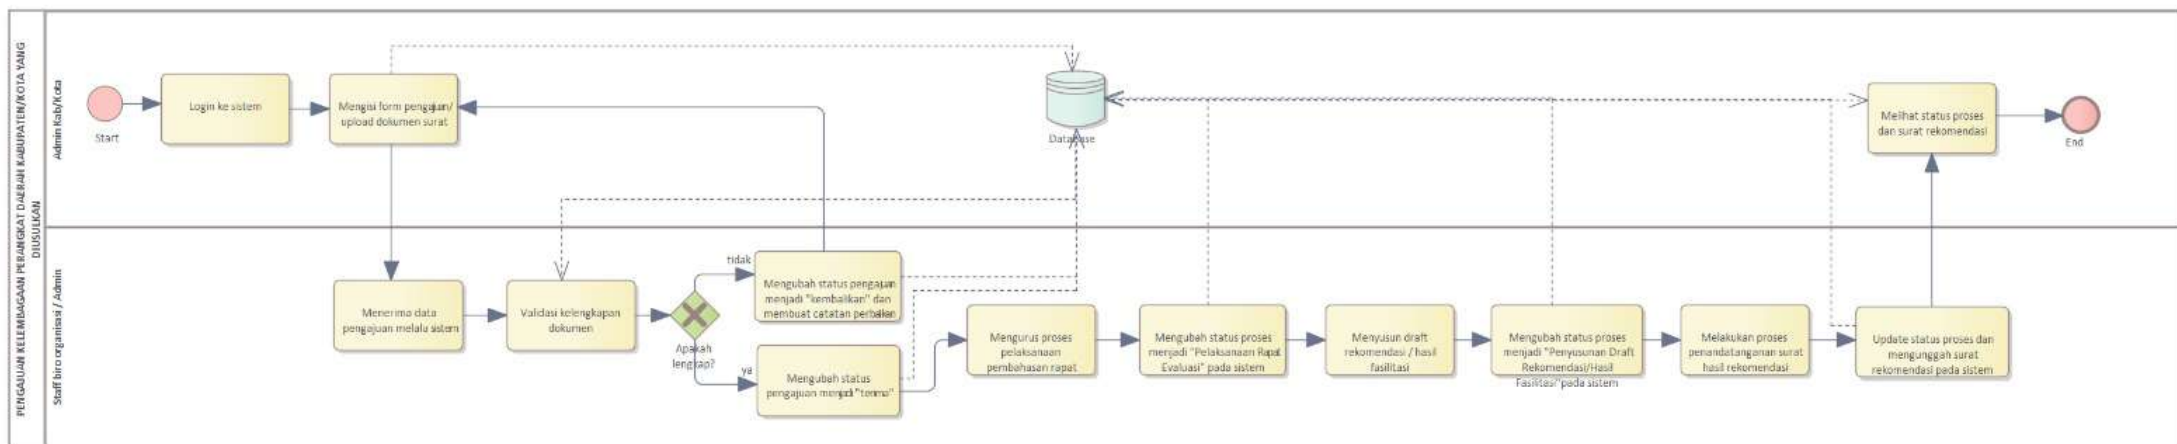 PENGAJUAN KELEMBAGAAN PERANGKAT DAERAH KABUPATEN/KOTA YANG
DIUSULKAN
Admin Kab/Kota
Start
Login ke sistem
Mengisi form pengajuan/
upload dokumen surat
Database
Melihat status proses
dan surat rekomendasi
End
Staff biro organisasi / Admin
Menerima data
pengajuan melalui sistem
Validasi kelengkapan
dokumen
Apakah
lengkap?
tidak
Mengubah status pengajuan
menjadi "kembalikan" dan
membuat catatan perbaikan
ya
Mengubah status
pengajuan menjadi "terima"
Mengurus proses
pelaksanaan
pembahasan rapat
Mengubah status proses
menjadi "Pelaksanaan Rapat
Evaluasi" pada sistem
Menyusun draft
rekomendasi / hasil
fasilitasi
Mengubah status proses
menjadi "Penyusunan Draft
Rekomendasi/Hasil
Fasilitasi"pada sistem
Melakukan proses
penandatanganan surat
hasil rekomendasi
Update status proses dan
mengunggah surat
rekomendasi pada sistem